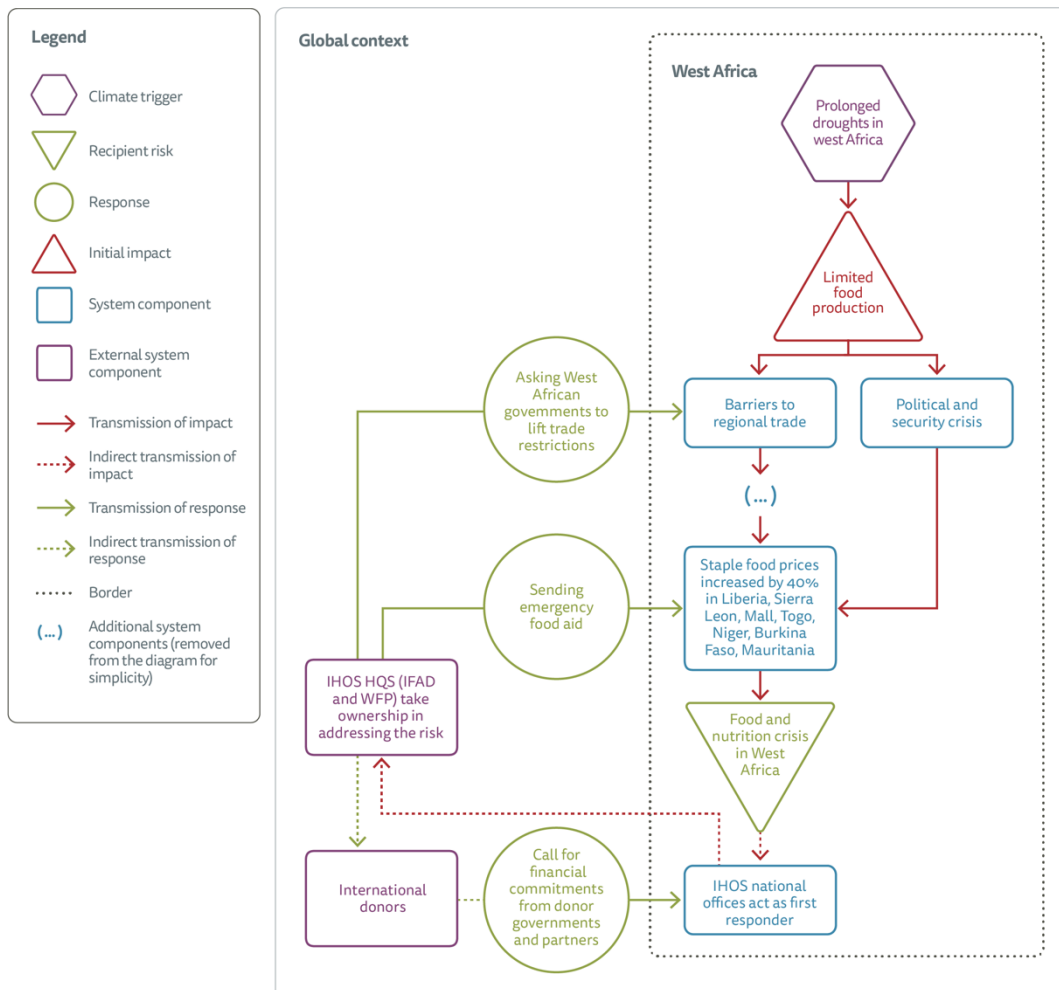 Legend
Climate trigger
Recipient risk
Response
Initial impact
System component
External system
component
Transmission of impact
Indirect transmission of
impact
Transmission of response
Indirect transmission of
response
Border
(...)
Additional system
components (removed
from the diagram for
simplicity)
Global context
West Africa
Prolonged
droughts in
west Africa
Limited
food
production
Asking West
African
governments to
lift trade
restrictions
Barriers to
regional trade
Political and
security crisis
(...)
Sending
emergency
food aid
Staple food prices
increased by 40%
in Liberia, Sierra
Leon, Mall, Togo,
Niger, Burkina
Faso, Mauritania
IHOS HQS (IFAD
and WFP) take
ownership in
addressing the risk
Food and
nutrition crisis
in West
Africa
International
donors
Call for
financial
commitments
from donor
governments
and partners
IHOS national
offices act as first
responder